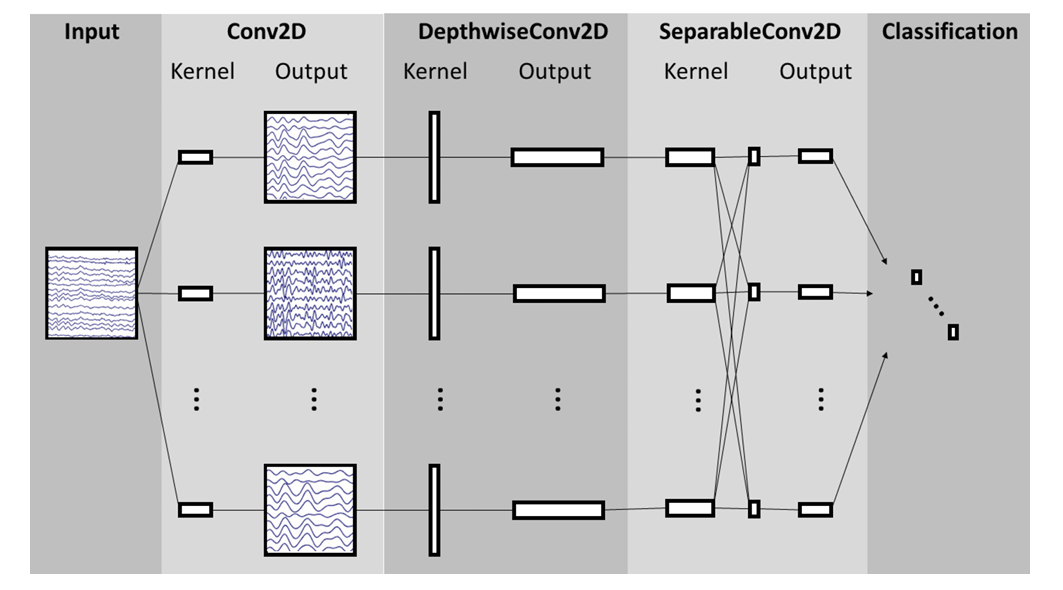 Input Conv2D DepthwiseConv2D SeparableConv2D Classification
Kernel Output Kernel Output Kernel Output